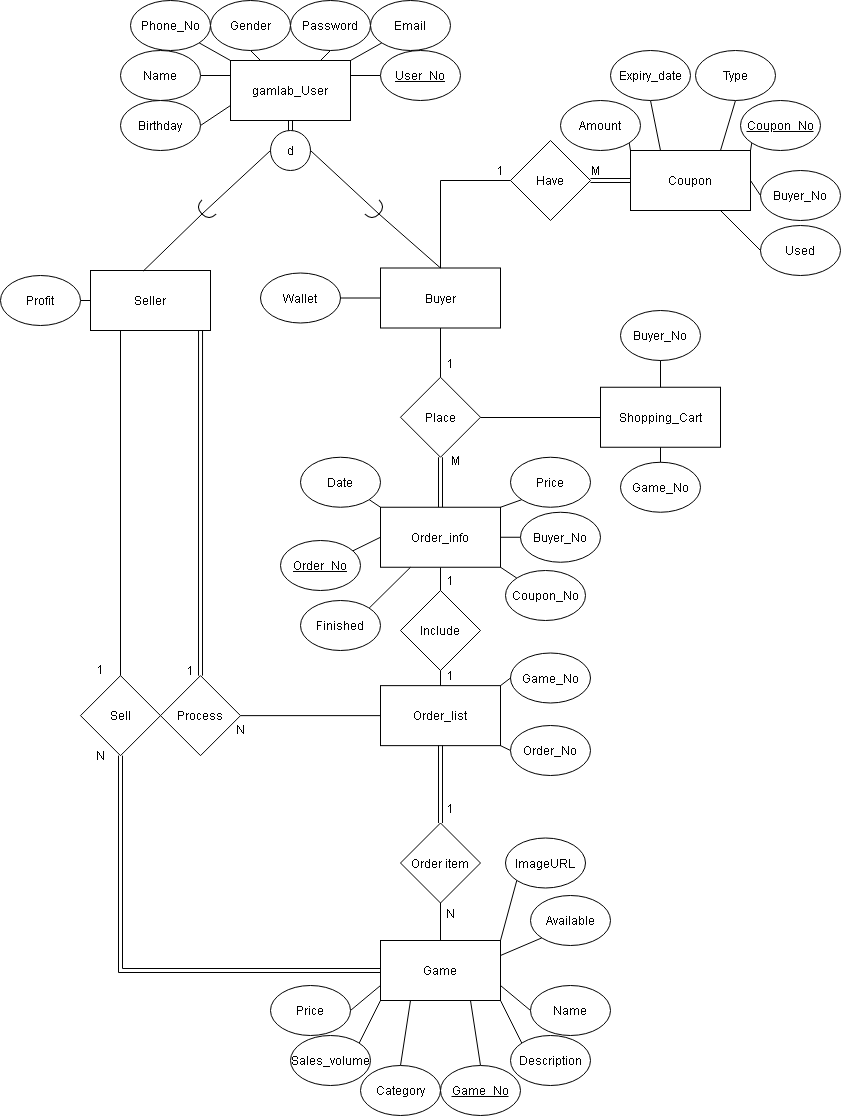 Phone_No
Gender
Password
Email
Name
gamlab_User
User_No
Birthday
d
Expiry_date
Type
Amount
Coupon_No
1
Have
M
Coupon
Buyer_No
Used
Profit
Seller
Wallet
Buyer
Buyer_No
1
Place
Shopping_Cart
M
Date
Price
Game_No
Order_info
Buyer_No
Order_No
1
Coupon_No
Finished
Include
1
1
1
Game_No
Sell
Process
Order_list
N
N
Order_No
1
Order item
ImageURL
N
Available
Game
Price
Name
Sales_volume
Description
Category
Game_No